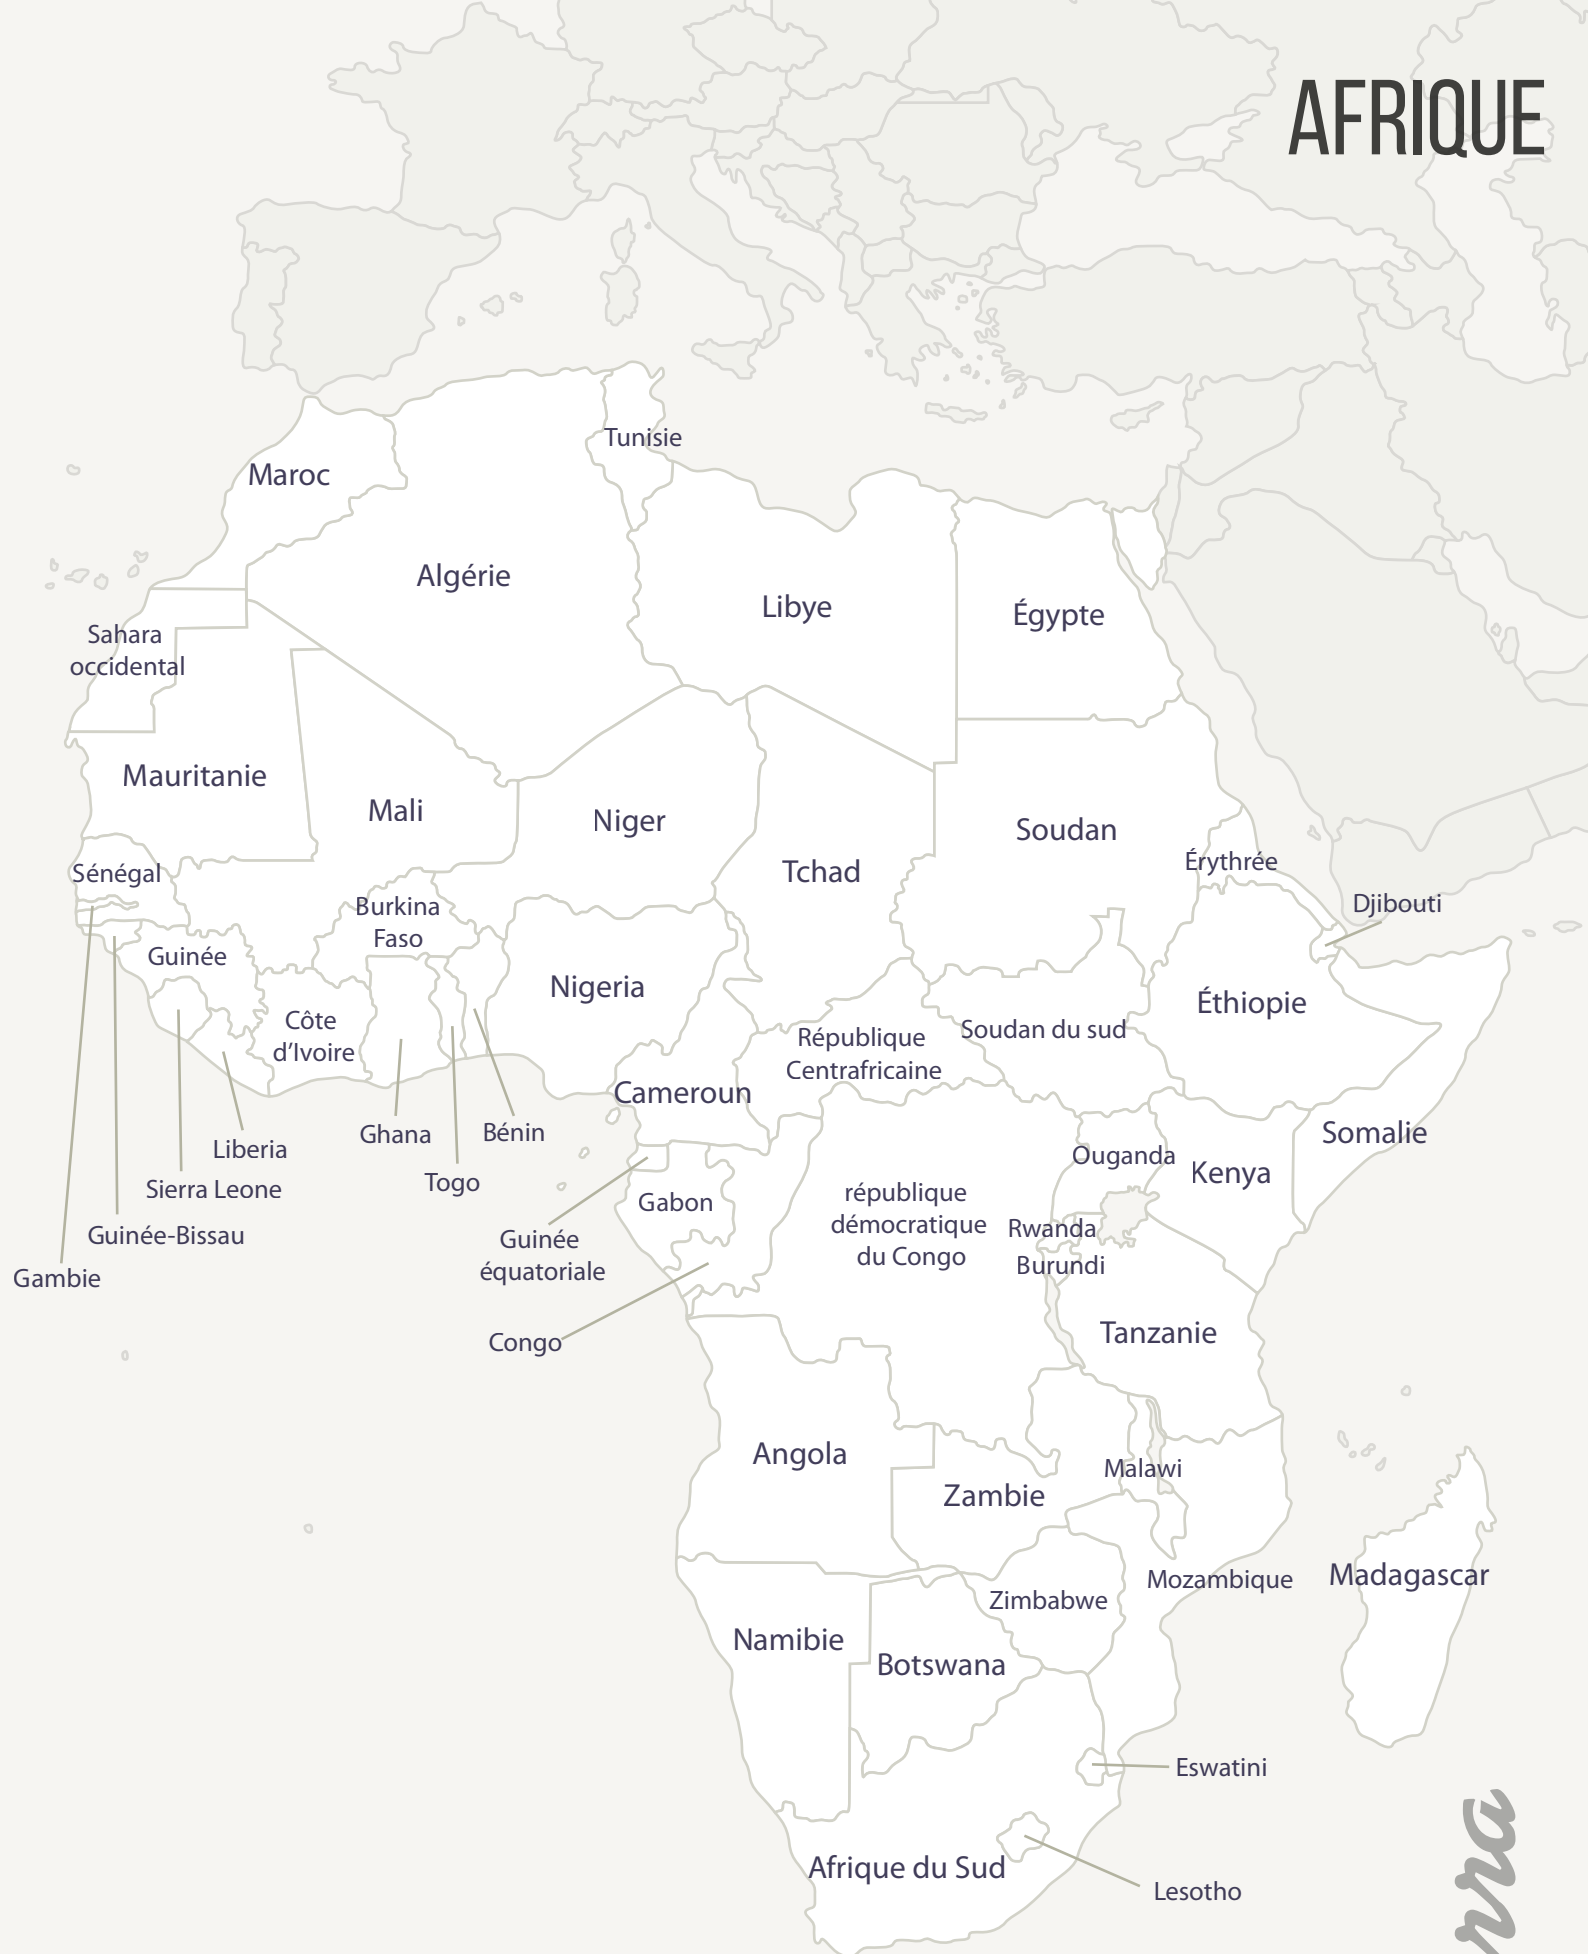 AFRIQUE
Tunisie
Maroc
Algérie
Libye
Égypte
Sahara
occidental
Mauritanie
Mali
Niger
Soudan
Tchad
Érythrée
Sénégal
Djibouti
Burkina
Faso
Guinée
Nigeria
Éthiopie
Côte
d'Ivoire
République
Centrafricaine
Soudan du sud
Cameroun
Somalie
Ghana
Bénin
Liberia
Ouganda
Kenya
Togo
Sierra Leone
Gabon
république
démocratique
du Congo
Rwanda
Guinée-Bissau
Guinée
équatoriale
Burundi
Gambie
Congo
Tanzanie
Angola
Malawi
Zambie
Mozambique
Madagascar
Zimbabwe
Namibie
Botswana
Eswatini
Afrique du Sud
Lesotho